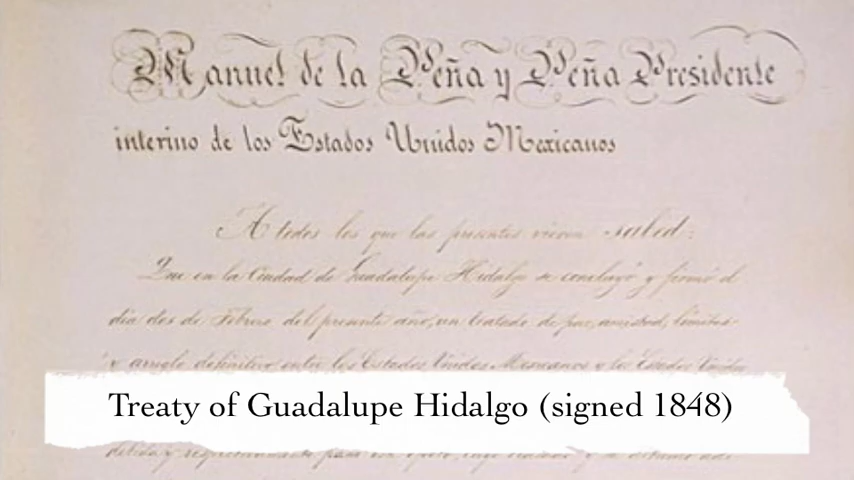 Manuel de la Peña y Peña Presidente
interino de los Estados Unidos Mexicanos
A todos los que las presentes vieren salud:
Que en la Ciudad de Guadalupe Hidalgo se concluyó y firmó el
dia dos de Febrero del presente año, un tratado de paz, amistad, límites
y arreglo definitivo entre los Estados Unidos Mexicanos y los Estados Unidos
Treaty of Guadalupe Hidalgo (signed 1848)